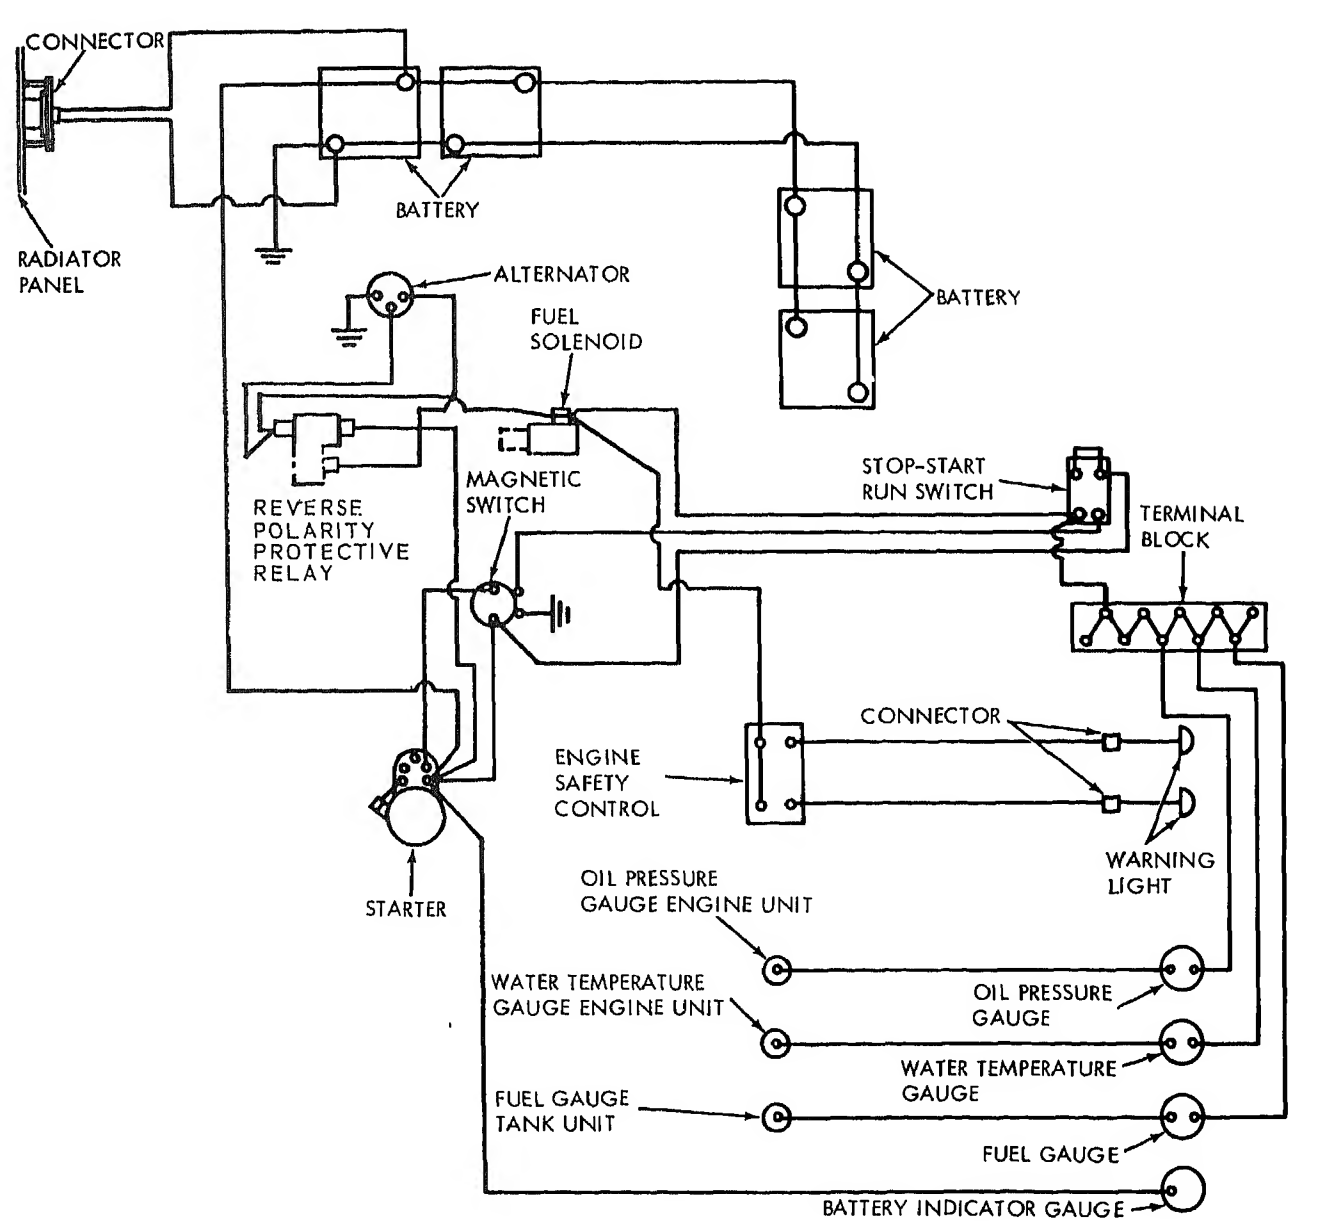 CONNECTOR
BATTERY
RADIATOR
PANEL
ALTERNATOR
BATTERY
FUEL
SOLENOID
STOP-START
RUN SWITCH
MAGNETIC
SWITCH
REVERSE
POLARITY
PROTECTIVE
RELAY
TERMINAL
BLOCK
CONNECTOR
ENGINE
SAFETY
CONTROL
WARNING
LIGHT
STARTER
OIL PRESSURE
GAUGE ENGINE UNIT
WATER TEMPERATURE
GAUGE ENGINE UNIT
OIL PRESSURE
GAUGE
WATER TEMPERATURE
GAUGE
FUEL GAUGE
TANK UNIT
FUEL GAUGE
BATTERY INDICATOR GAUGE